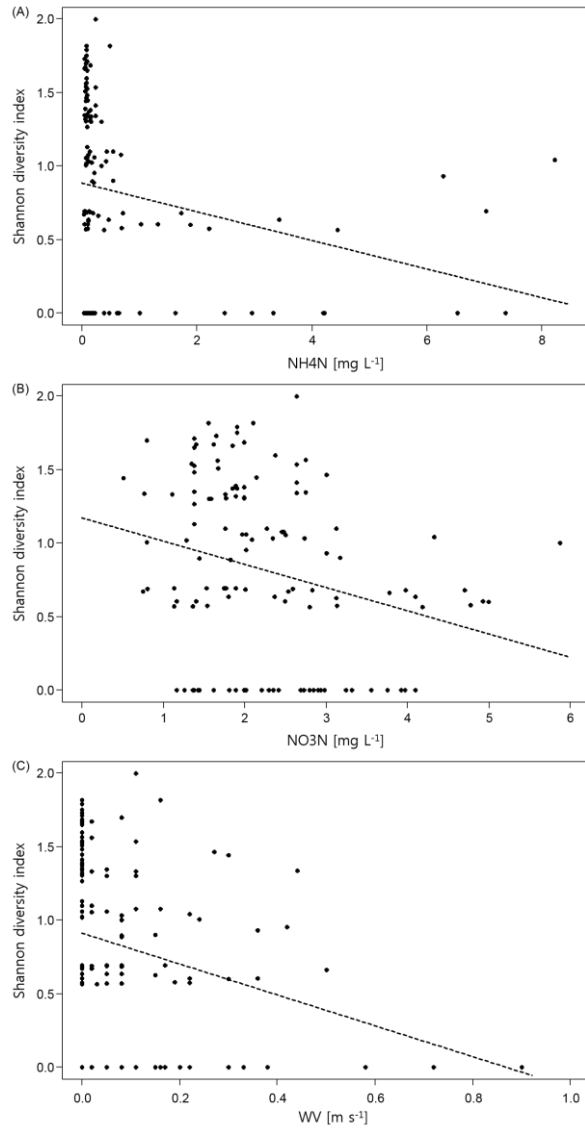 (A)
2.0
1.5
1.0
0.5
0.0
Shannon diversity index
0 2 4 6 8
NH4N [mg L⁻¹]
(B)
2.0
1.5
1.0
0.5
0.0
Shannon diversity index
0 1 2 3 4 5 6
NO3N [mg L⁻¹]
(C)
2.0
1.5
1.0
0.5
0.0
Shannon diversity index
0.0 0.2 0.4 0.6 0.8 1.0
WV [m s⁻¹]